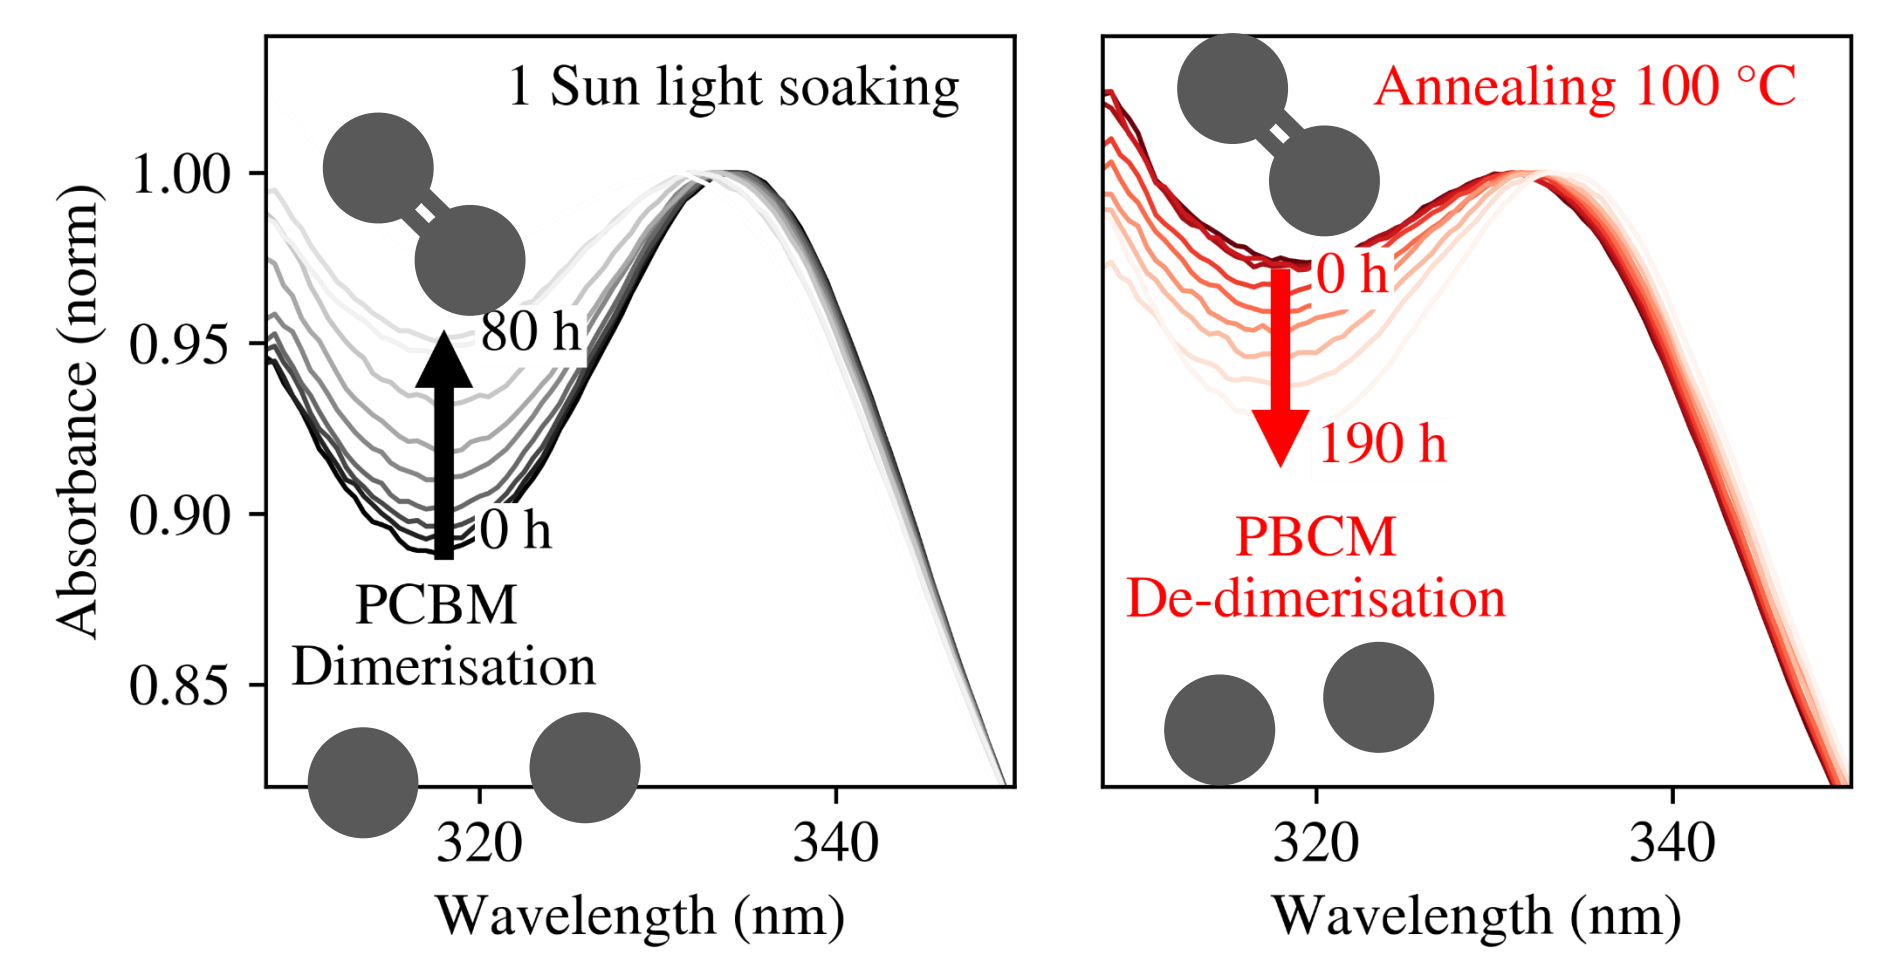 1 Sun light soaking
80 h
0 h
PCBM
Dimerisation
1.00
0.95
0.90
0.85
Absorbance (norm)
320
340
Wavelength (nm)
Annealing 100 °C
0 h
190 h
PBCM
De-dimerisation
320
340
Wavelength (nm)